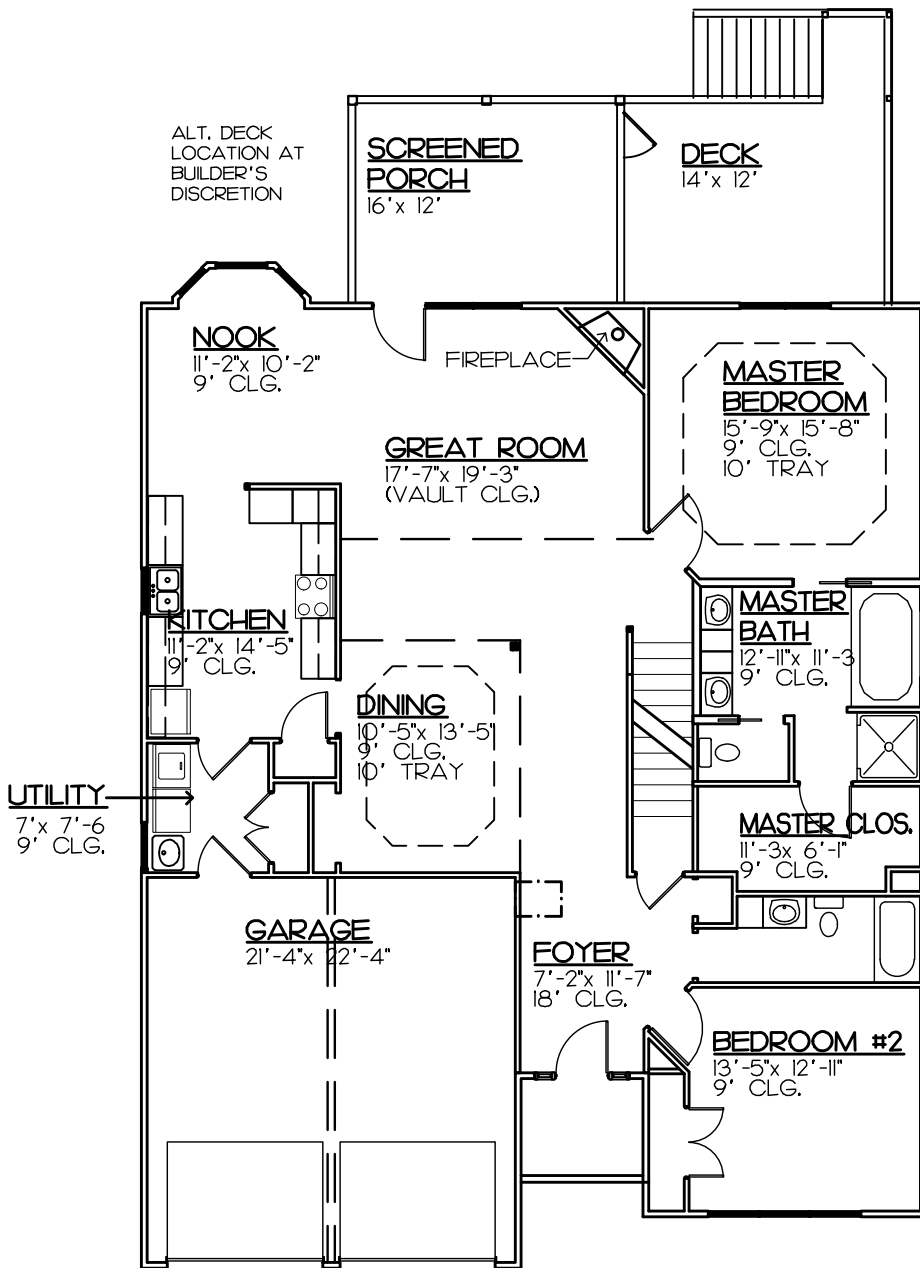 ALT. DECK
LOCATION AT
BUILDER'S
DISCRETION
SCREENED
PORCH
16'x 12'
DECK
14'x 12'
NOOK
11'-2"x 10'-2"
9' CLG.
FIREPLACE
MASTER
BEDROOM
15'-9"x 15'-8"
9' CLG.
10' TRAY
GREAT ROOM
17'-7"x 19'-3"
(VAULT CLG.)
KITCHEN
11'-2"x 14'-5"
9' CLG.
MASTER
BATH
12'-11"x 11'-3
9' CLG.
DINING
10'-5"x 13'-5"
9' CLG.
10' TRAY
UTILITY
7'x 7'-6
9' CLG.
MASTER CLOS.
11'-3x 6'-1"
9' CLG.
GARAGE
21'-4"x 22'-4"
FOYER
7'-2"x 11'-7"
18' CLG.
BEDROOM #2
13'-5"x 12'-11"
9' CLG.